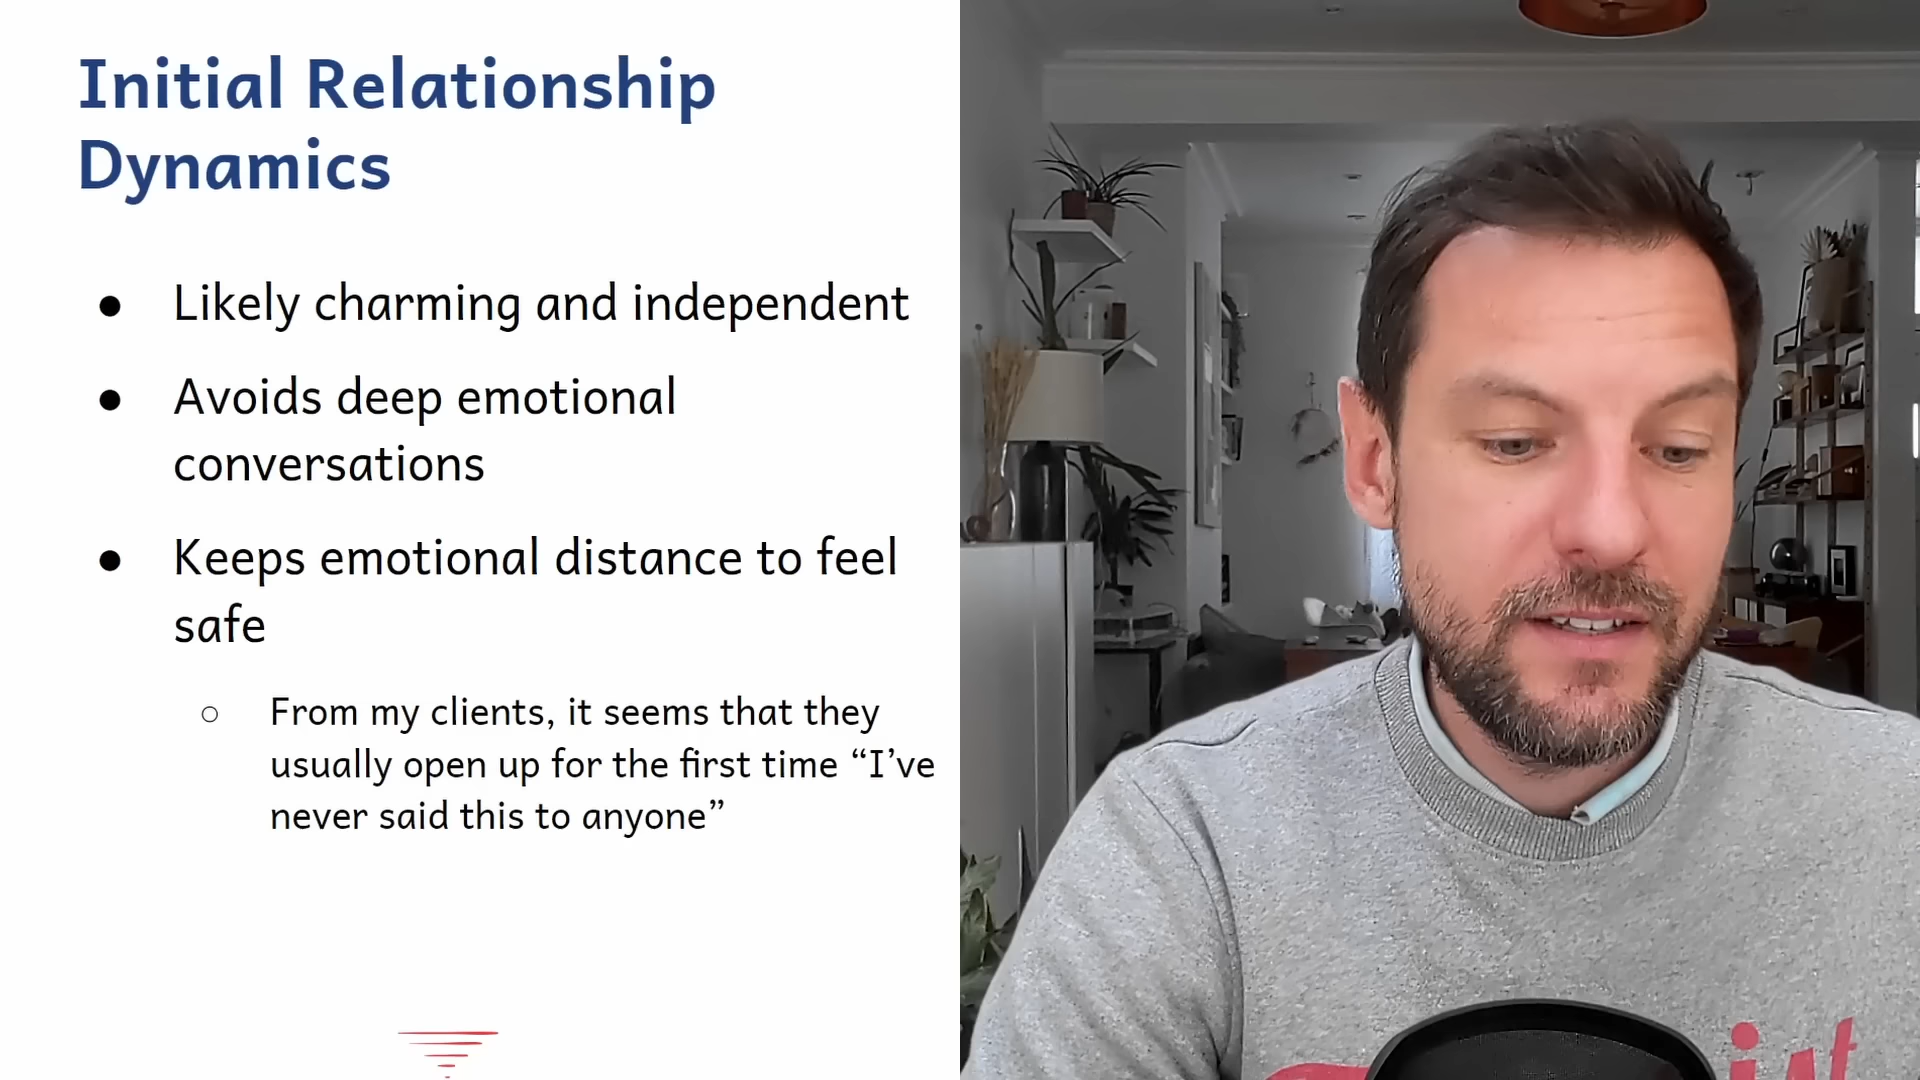 Initial Relationship
Dynamics
● Likely charming and independent
● Avoids deep emotional
conversations
● Keeps emotional distance to feel
safe
○ From my clients, it seems that they
usually open up for the first time “I’ve
never said this to anyone”